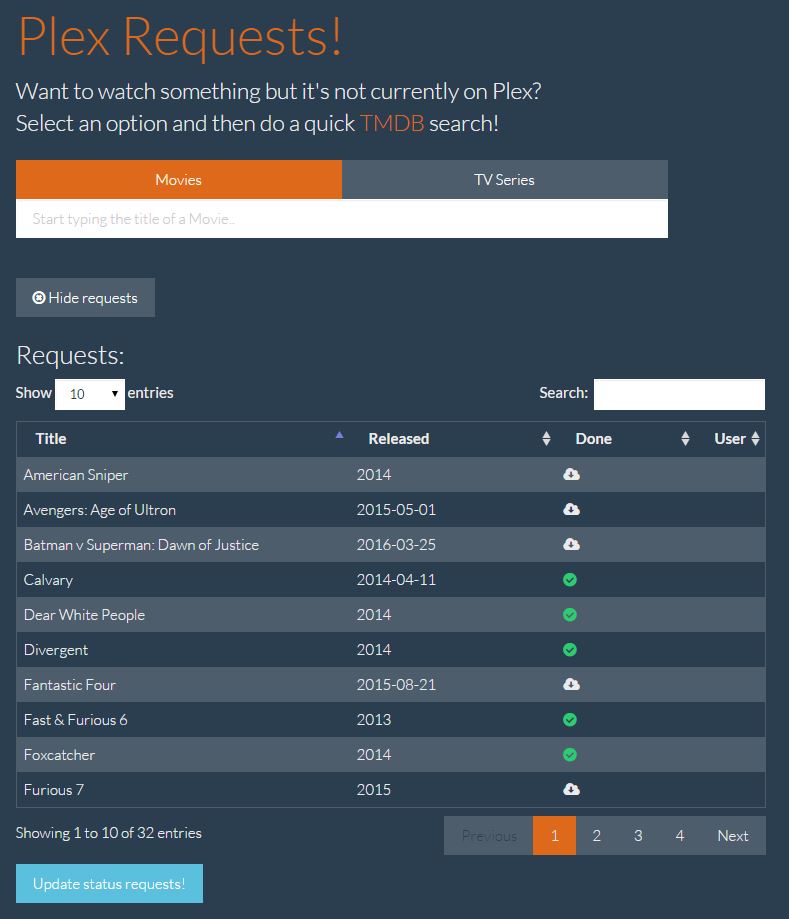 Plex Requests!
Want to watch something but it's not currently on Plex?
Select an option and then do a quick TMDB search!
Movies TV Series
Start typing the title of a Movie..
Hide requests
Requests:
Show 10 entries Search:
Title Released Done User
American Sniper 2014
Avengers: Age of Ultron 2015-05-01
Batman v Superman: Dawn of Justice 2016-03-25
Calvary 2014-04-11
Dear White People 2014
Divergent 2014
Fantastic Four 2015-08-21
Fast & Furious 6 2013
Foxcatcher 2014
Furious 7 2015
Showing 1 to 10 of 32 entries Previous 1 2 3 4 Next
Update status requests!